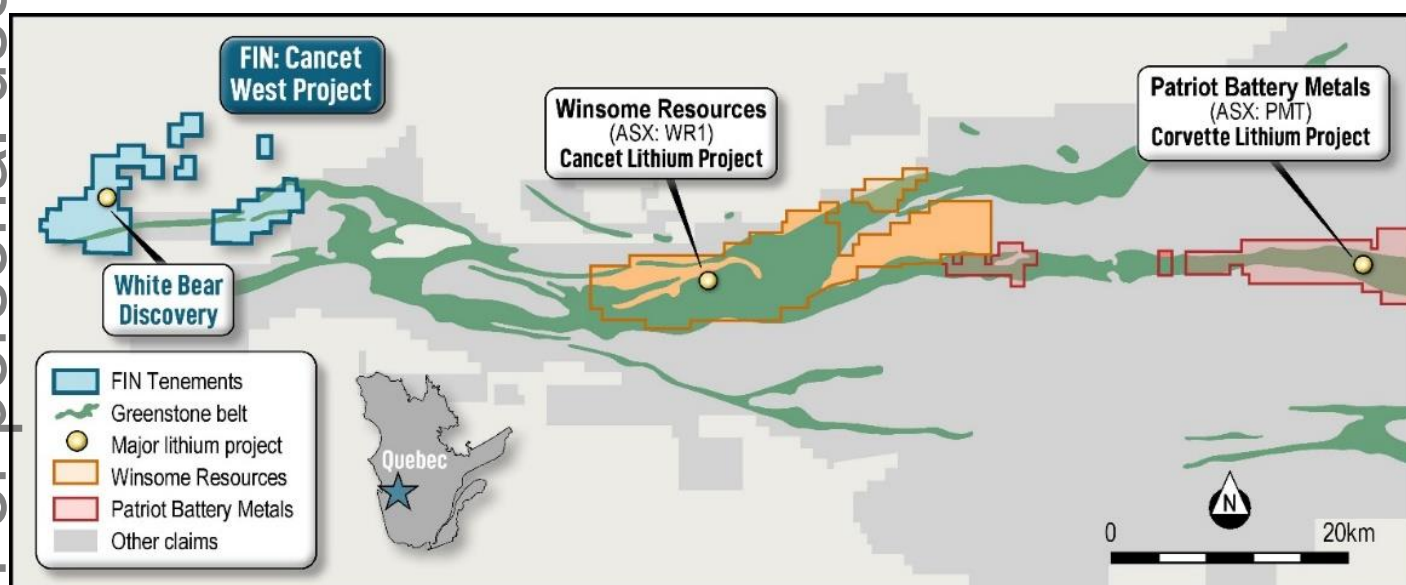 FIN: Cancet
West Project
Winsome Resources
(ASX: WR1)
Cancet Lithium Project
Patriot Battery Metals
(ASX: PMT)
Corvette Lithium Project
White Bear
Discovery
FIN Tenements
Greenstone belt
Major lithium project
Winsome Resources
Patriot Battery Metals
Other claims
Quebec
N
0
20km